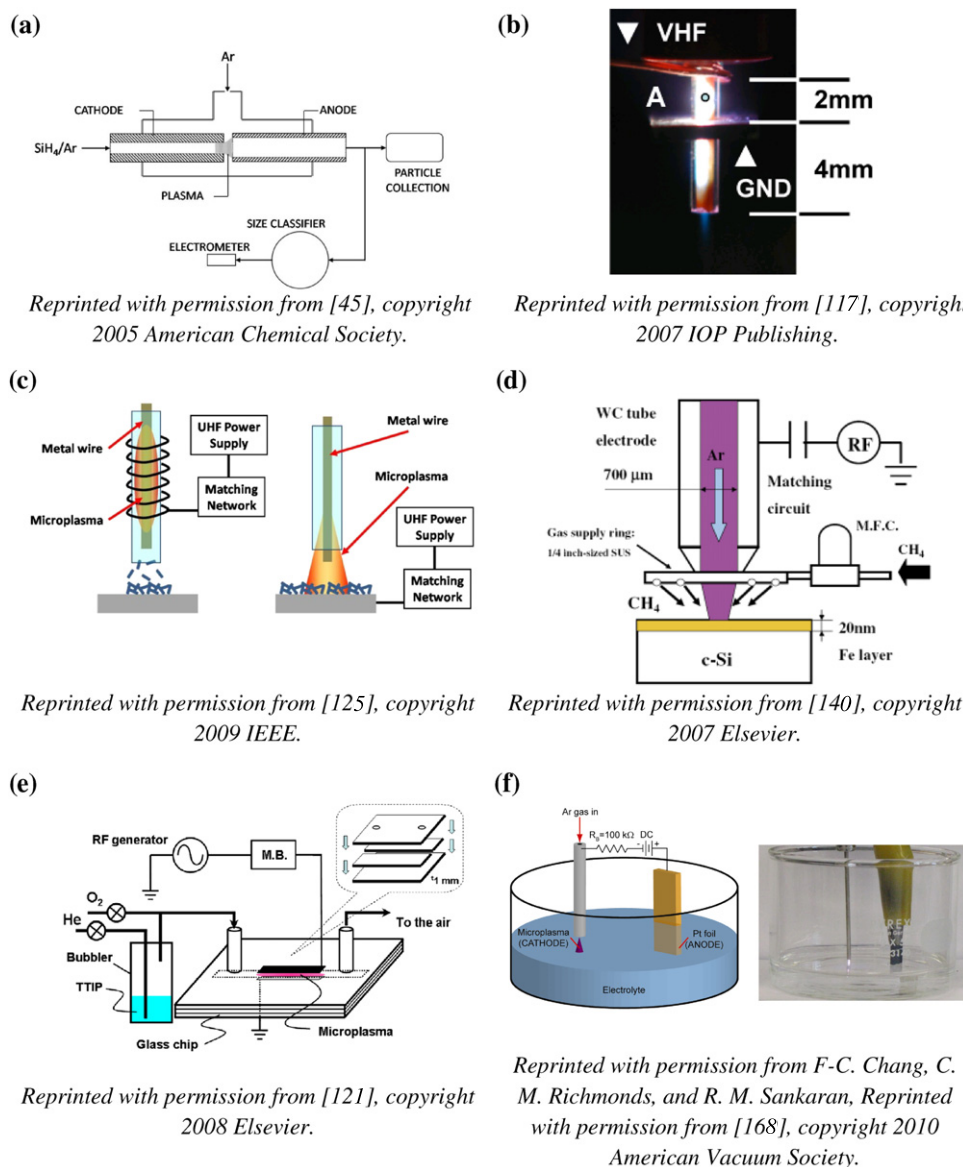 (a)
Ar
CATHODE
ANODE
SiH4/Ar
PLASMA
PARTICLE
COLLECTION
SIZE CLASSIFIER
ELECTROMETER
Reprinted with permission from [45], copyright
2005 American Chemical Society.
(b)
VHF
A
2mm
GND
4mm
Reprinted with permission from [117], copyright
2007 IOP Publishing.
(c)
Metal wire
Microplasma
UHF Power
Supply
Matching
Network
Metal wire
Microplasma
UHF Power
Supply
Matching
Network
Reprinted with permission from [125], copyright
2009 IEEE.
(d)
WC tube
electrode
Ar
700 μm
RF
Matching
circuit
Gas supply ring:
1/4 inch-sized SUS
M.F.C.
CH4
CH4
20nm
Fe layer
c-Si
Reprinted with permission from [140], copyright
2007 Elsevier.
(e)
RF generator
M.B.
1 mm
O2
He
To the air
Bubbler
TTIP
Glass chip
Microplasma
Reprinted with permission from [121], copyright
2008 Elsevier.
(f)
Ar gas in
RB=100 kΩ
DC
- +
Microplasma
(CATHODE)
Pt foil
(ANODE)
Electrolyte
REX
Reprinted with permission from F-C. Chang, C.
M. Richmonds, and R. M. Sankaran, Reprinted
with permission from [168], copyright 2010
American Vacuum Society.